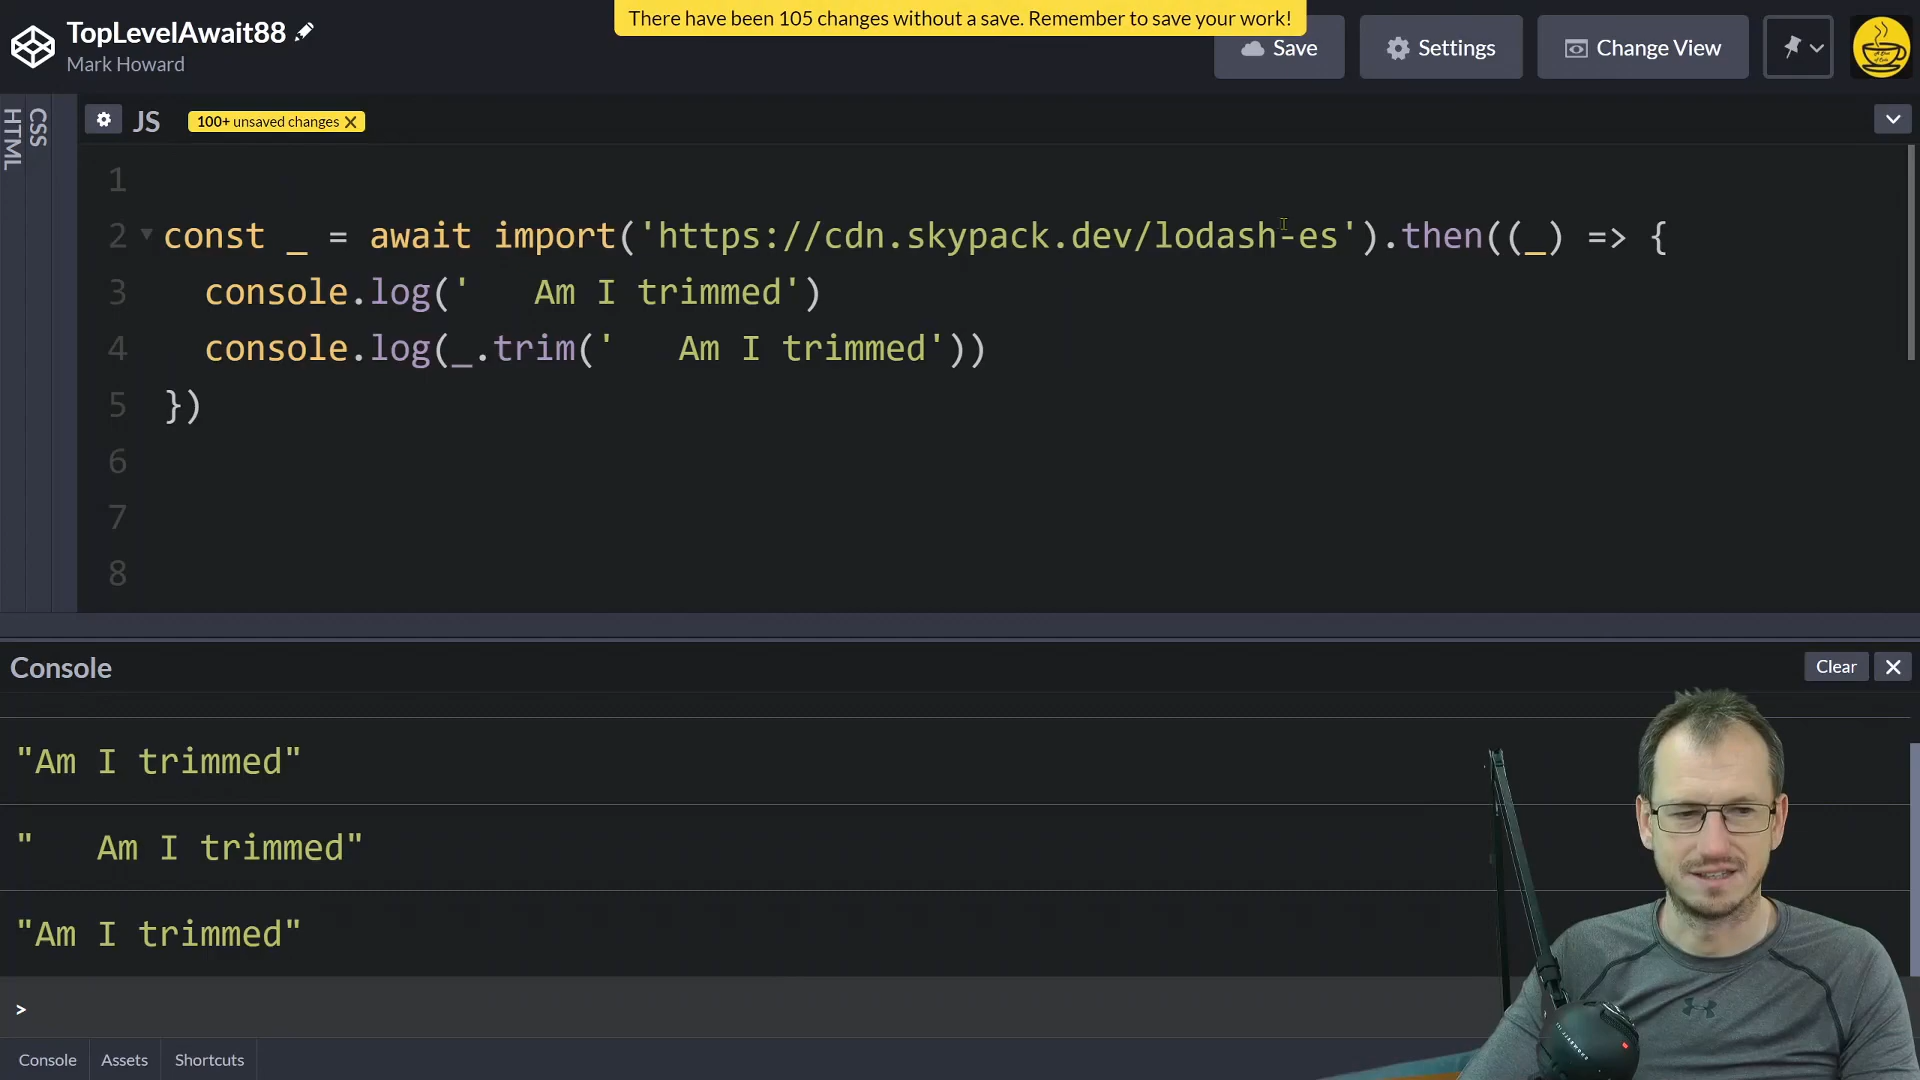 There have been 105 changes without a save. Remember to save your work!
TopLevelAwait88
Mark Howard
Save
Settings
Change View
HTML
CSS
JS
100+ unsaved changes
1
2 const _ = await import('https://cdn.skypack.dev/lodash-es').then((_) => {
3   console.log('   Am I trimmed')
4   console.log(_.trim('   Am I trimmed'))
5 })
6
7
8
Console
Clear
"Am I trimmed"
"   Am I trimmed"
"Am I trimmed"
>
Console
Assets
Shortcuts